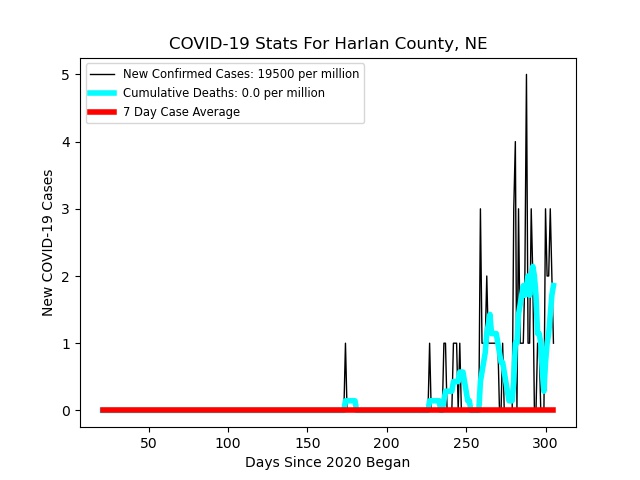 COVID-19 Stats For Harlan County, NE
New Confirmed Cases: 19500 per million
Cumulative Deaths: 0.0 per million
7 Day Case Average
New COVID-19 Cases
5
4
3
2
1
0
50 100 150 200 250 300
Days Since 2020 Began